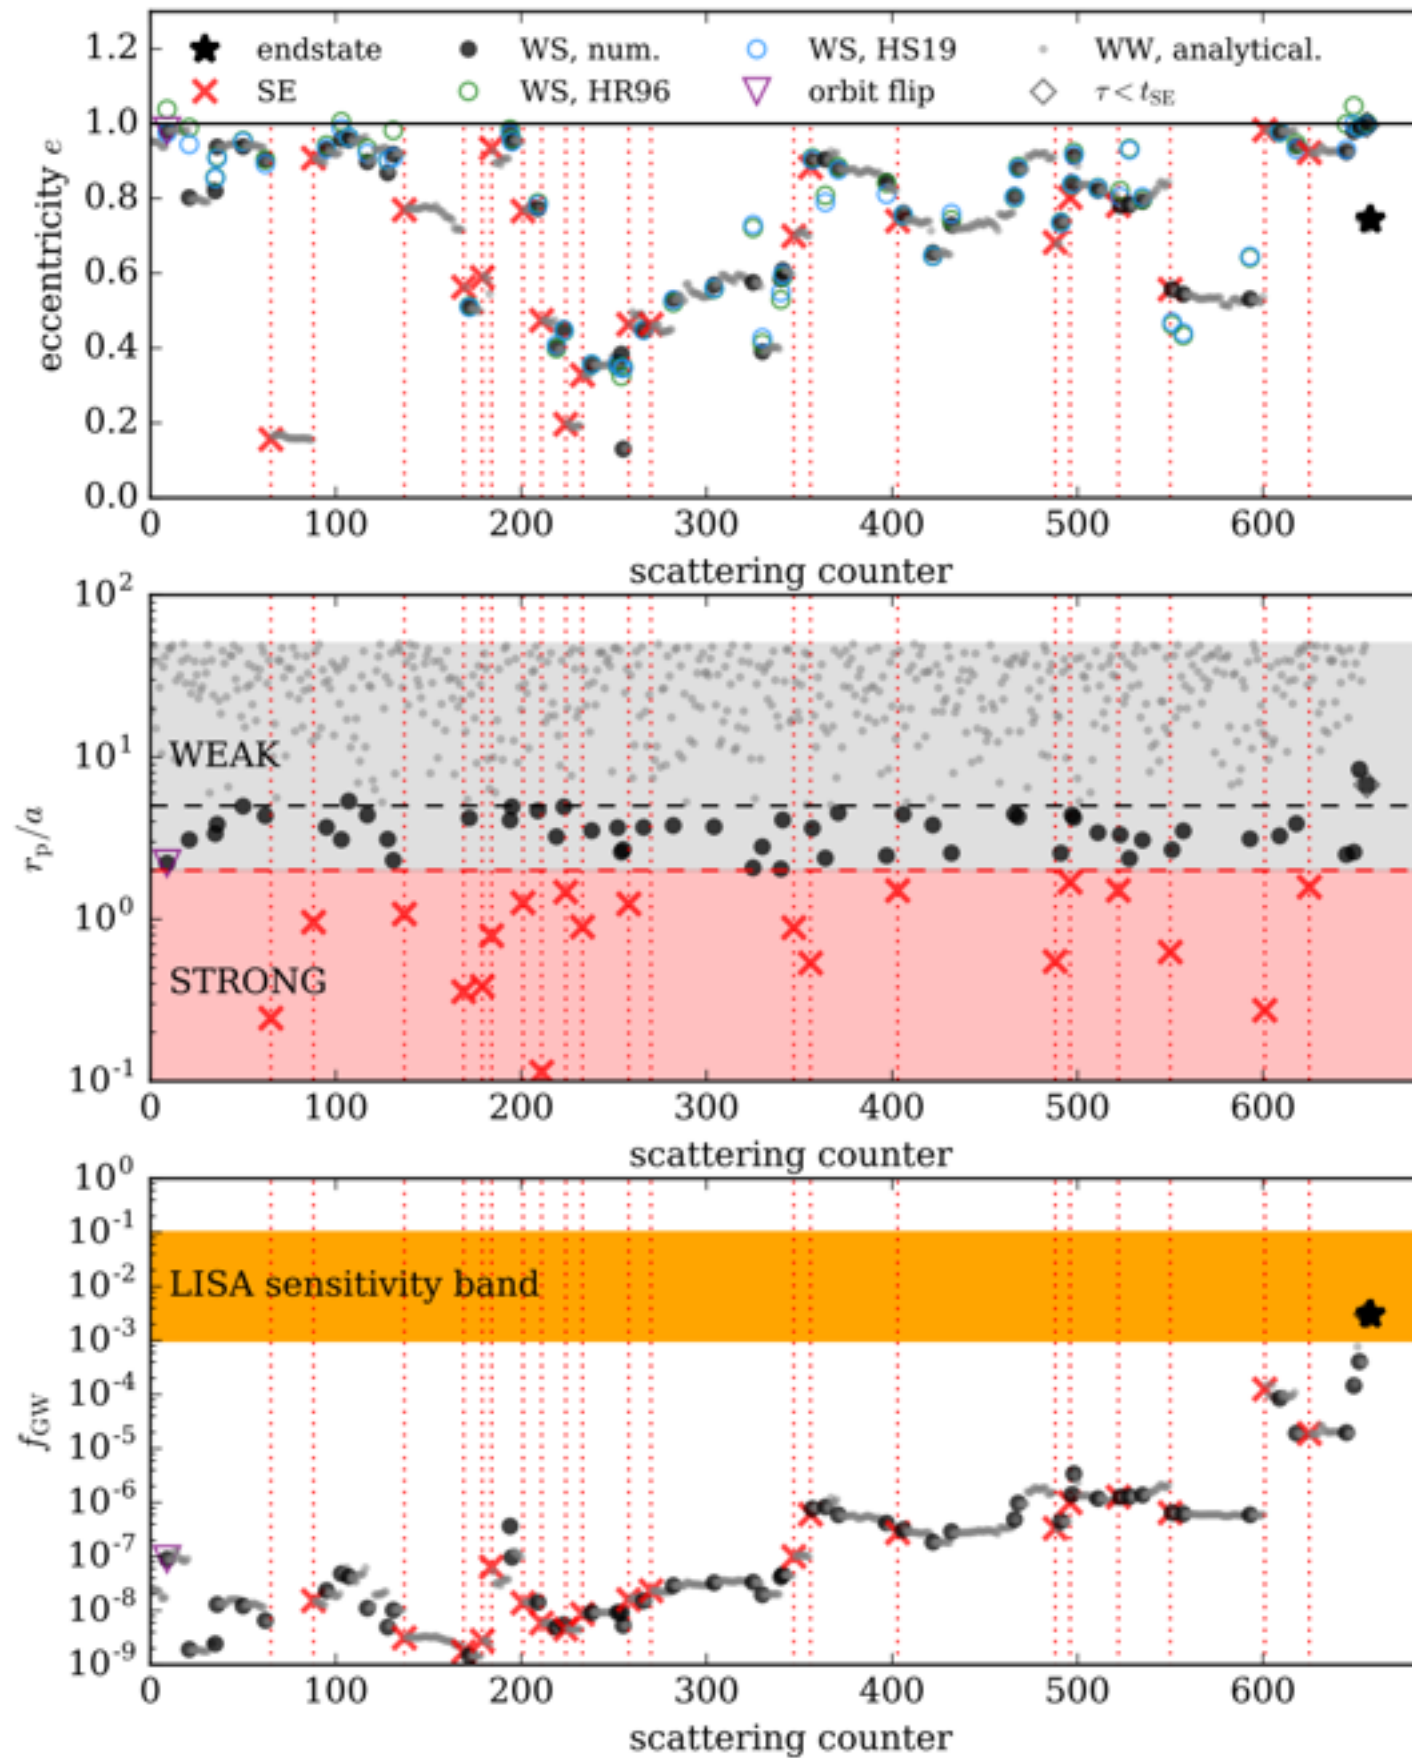 endstate WS, num. WS, HS19 WW, analytical.
SE WS, HR96 orbit flip τ < t_SE
1.2
1.0
0.8
0.6
0.4
0.2
0.0
eccentricity e
0 100 200 300 400 500 600
scattering counter
10^2
10^1
10^0
10^-1
r_p/a
WEAK
STRONG
0 100 200 300 400 500 600
scattering counter
10^0
10^-1
10^-2
10^-3
10^-4
10^-5
10^-6
10^-7
10^-8
10^-9
f_GW
LISA sensitivity band
0 100 200 300 400 500 600
scattering counter